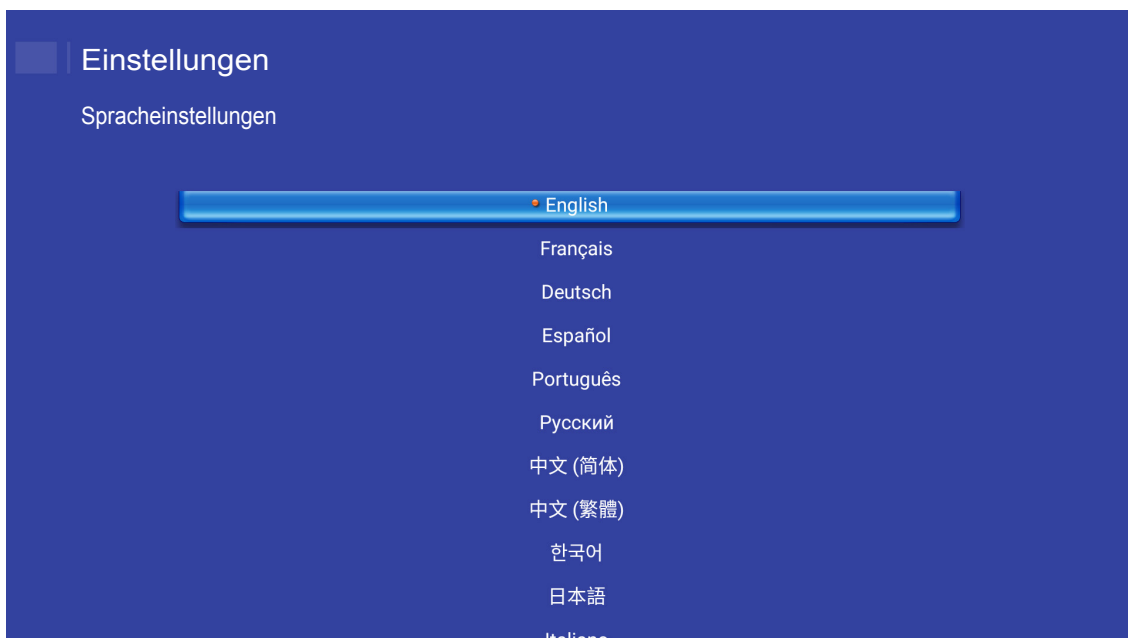 Einstellungen
Spracheinstellungen
English
Français
Deutsch
Español
Português
Русский
中文 (简体)
中文 (繁體)
한국어
日本語